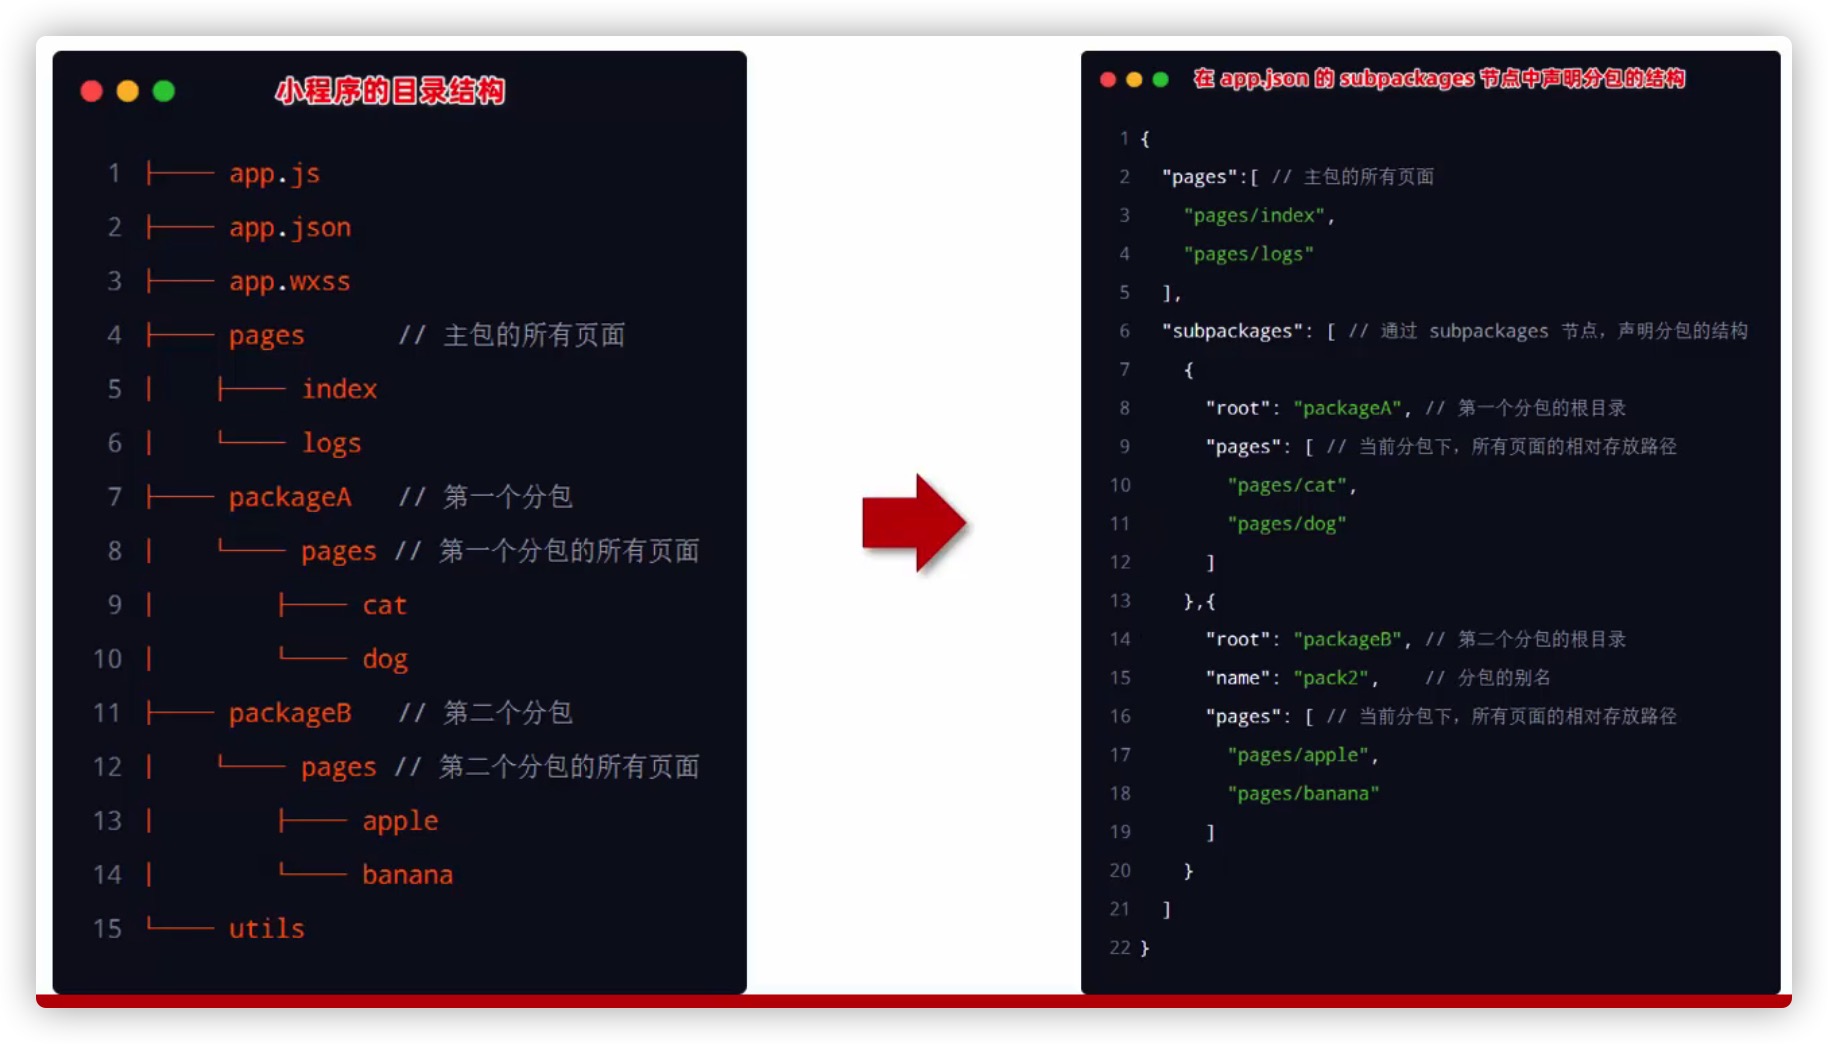 小程序的目录结构
1 ├── app.js
2 ├── app.json
3 ├── app.wxss
4 ├── pages // 主包的所有页面
5 │ ├── index
6 │ └── logs
7 ├── packageA // 第一个分包
8 │ └── pages // 第一个分包的所有页面
9 │ ├── cat
10 │ └── dog
11 ├── packageB // 第二个分包
12 │ └── pages // 第二个分包的所有页面
13 │ ├── apple
14 │ └── banana
15 └── utils
在 app.json 的 subpackages 节点中声明分包的结构
1 {
2 "pages":[ // 主包的所有页面
3 "pages/index",
4 "pages/logs"
5 ],
6 "subpackages": [ // 通过 subpackages 节点，声明分包的结构
7 {
8 "root": "packageA", // 第一个分包的根目录
9 "pages": [ // 当前分包下，所有页面的相对存放路径
10 "pages/cat",
11 "pages/dog"
12 ]
13 },{
14 "root": "packageB", // 第二个分包的根目录
15 "name": "pack2", // 分包的别名
16 "pages": [ // 当前分包下，所有页面的相对存放路径
17 "pages/apple",
18 "pages/banana"
19 ]
20 }
21 ]
22 }